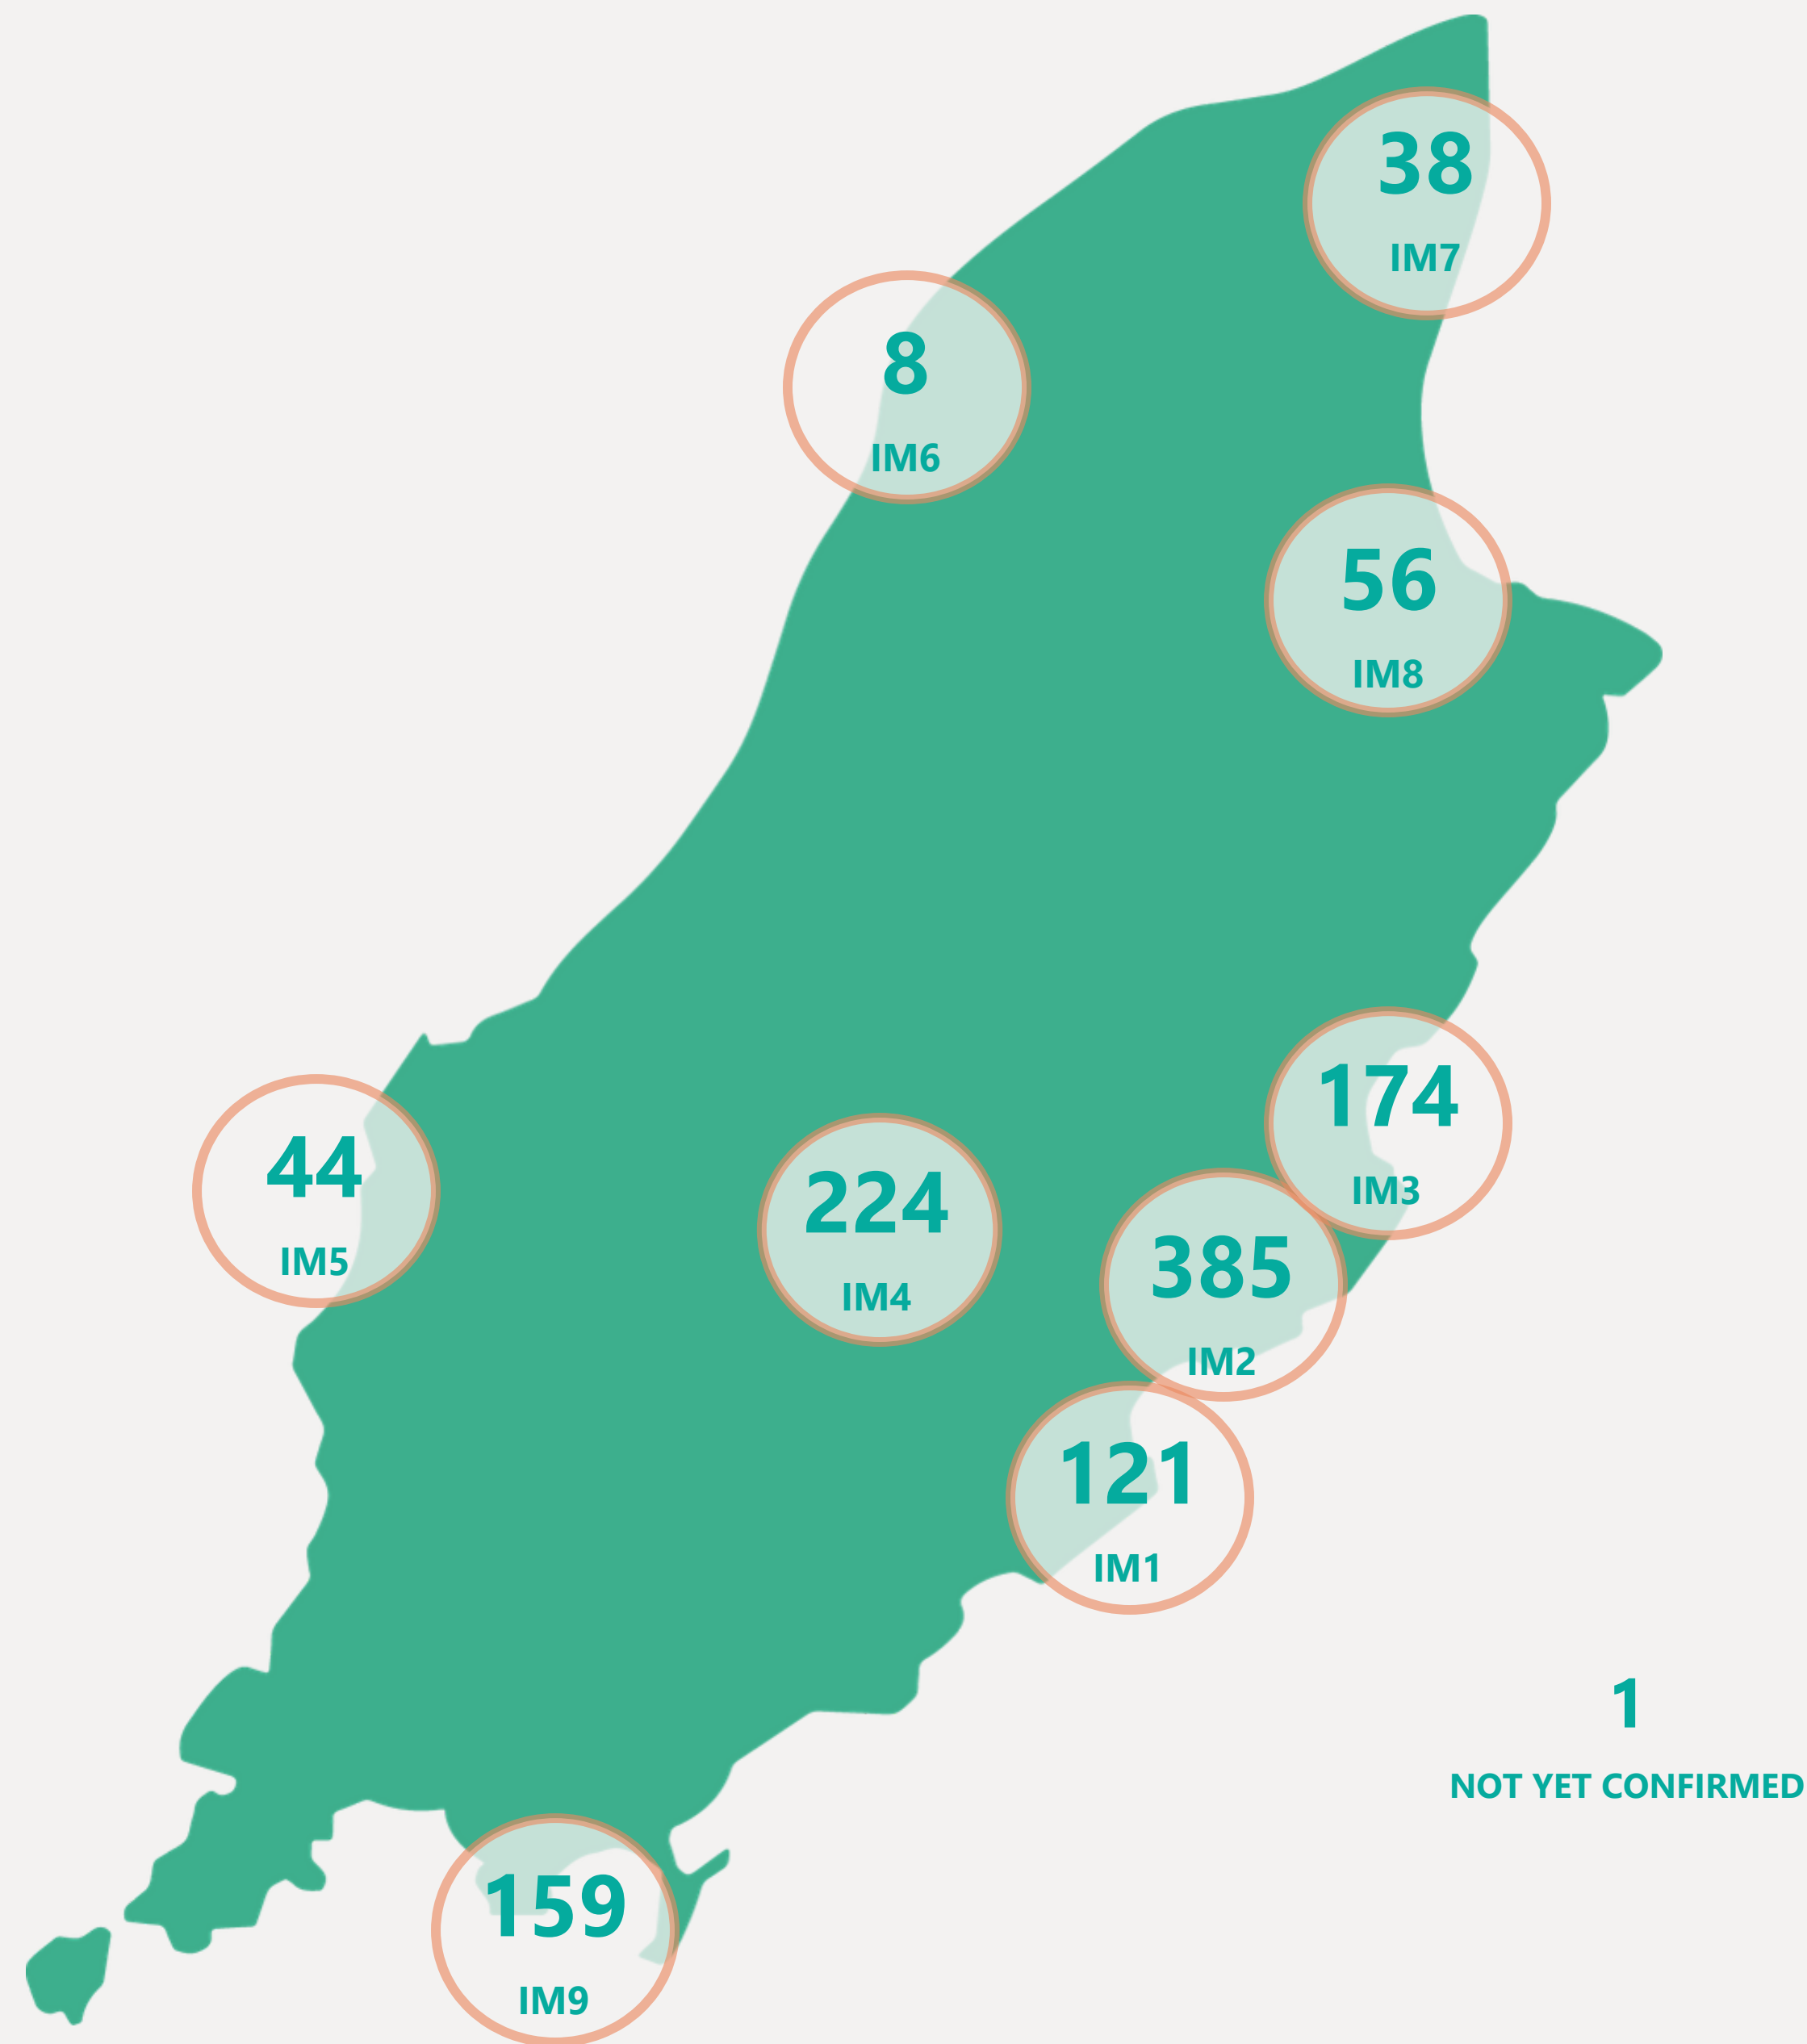 38
IM7
8
IM6
56
IM8
174
IM3
44
IM5
224
IM4
385
IM2
121
IM1
1
NOT YET CONFIRMED
159
IM9